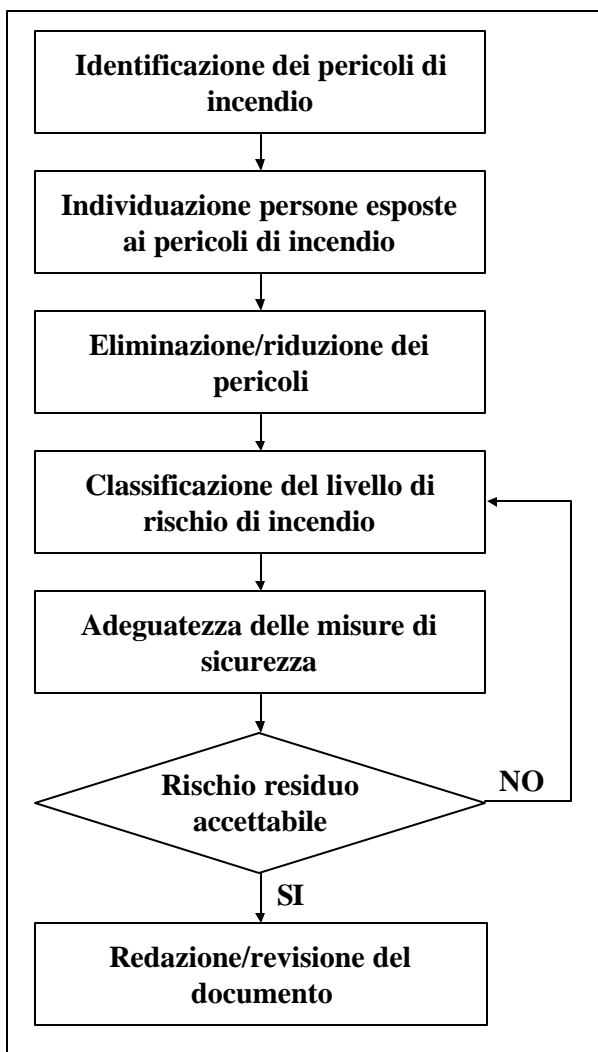 Identificazione dei pericoli di
incendio
Individuazione persone esposte
ai pericoli di incendio
Eliminazione/riduzione dei
pericoli
Classificazione del livello di
rischio di incendio
Adeguatezza delle misure di
sicurezza
Rischio residuo
accettabile
NO
SI
Redazione/revisione del
documento